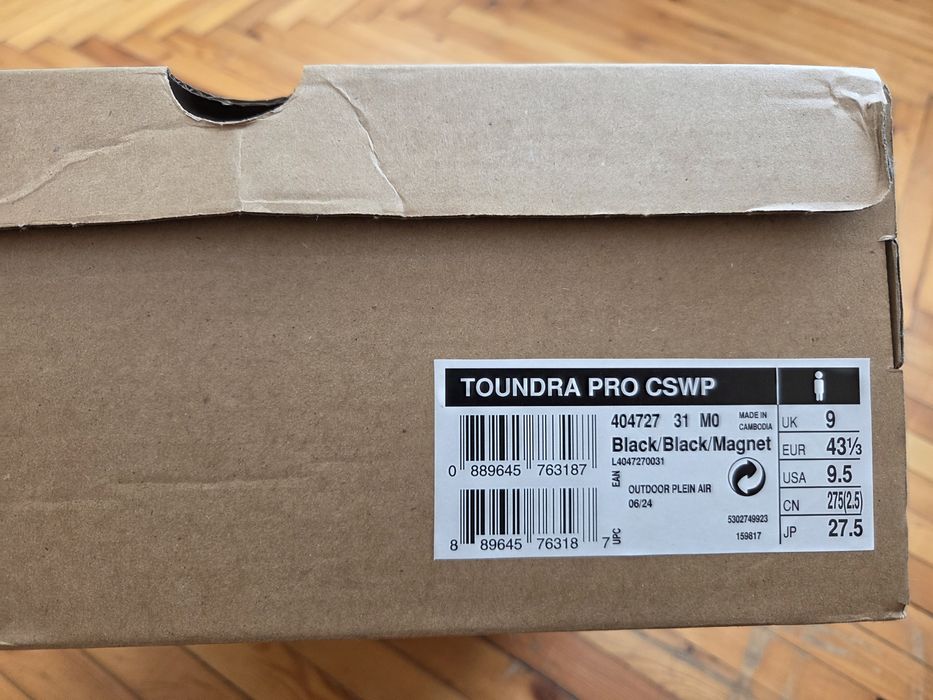 TOUNDRA PRO CSWP
404727 31 M0
MADE IN
CAMBODIA
Black/Black/Magnet
L4047270031
0 889645 763187
EAN
OUTDOOR PLEIN AIR
06/24
5302749923
159817
8 89645 76318 7
UPC
UK 9
EUR 43⅓
USA 9.5
CN 275(2.5)
JP 27.5